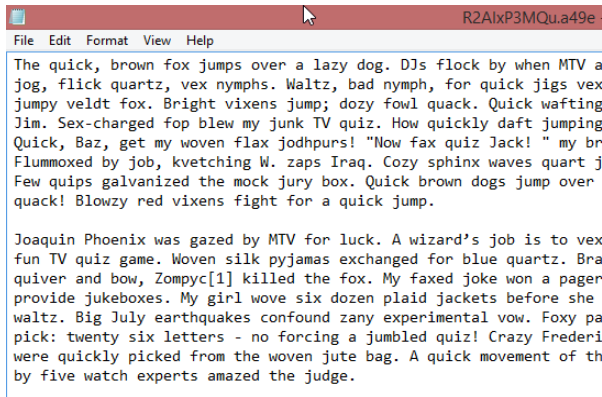 R2AIxP3MQu.a49e -
File Edit Format View Help
The quick, brown fox jumps over a lazy dog. DJs flock by when MTV a
jog, flick quartz, vex nymphs. Waltz, bad nymph, for quick jigs vex
jumpy veldt fox. Bright vixens jump; dozy fowl quack. Quick wafting
Jim. Sex-charged fop blew my junk TV quiz. How quickly daft jumping
Quick, Baz, get my woven flax jodhpurs! "Now fax quiz Jack! " my br
Flummoxed by job, kvetching W. zaps Iraq. Cozy sphinx waves quart j
Few quips galvanized the mock jury box. Quick brown dogs jump over
quack! Blowzy red vixens fight for a quick jump.
Joaquin Phoenix was gazed by MTV for luck. A wizard’s job is to vex
fun TV quiz game. Woven silk pyjamas exchanged for blue quartz. Bra
quiver and bow, Zompyc[1] killed the fox. My faxed joke won a pager
provide jukeboxes. My girl wove six dozen plaid jackets before she
waltz. Big July earthquakes confound zany experimental vow. Foxy pa
pick: twenty six letters - no forcing a jumbled quiz! Crazy Frederi
were quickly picked from the woven jute bag. A quick movement of th
by five watch experts amazed the judge.